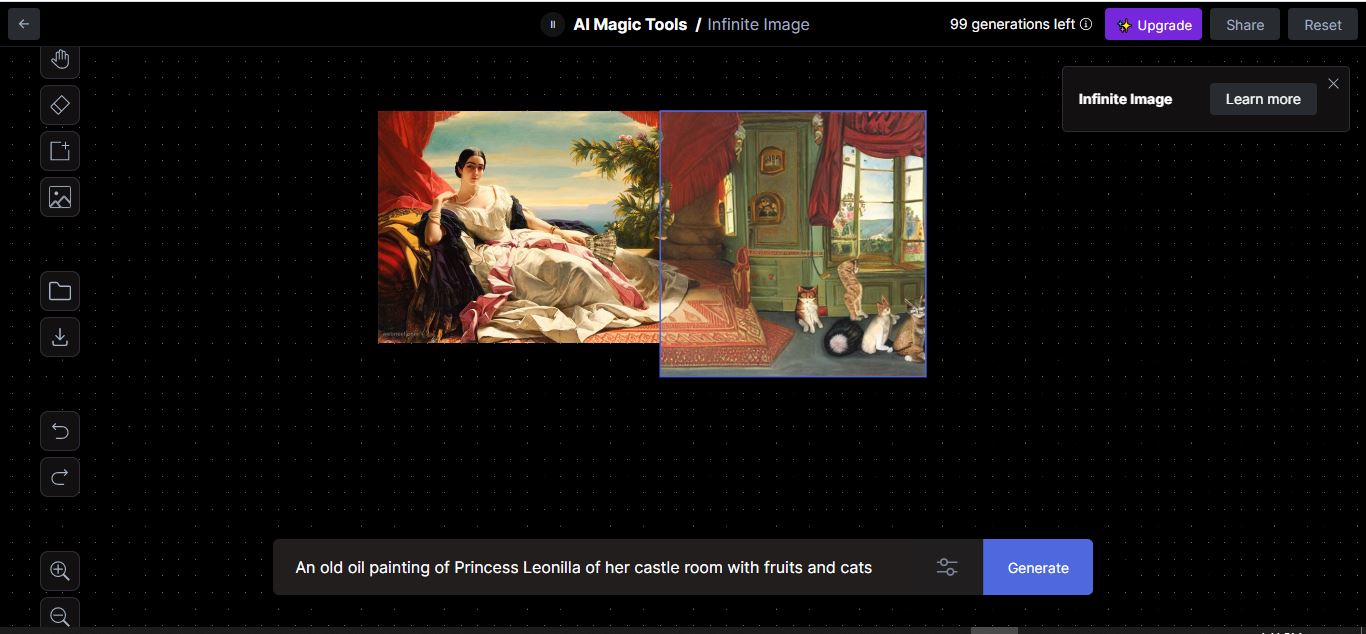 AI Magic Tools / Infinite Image
99 generations left
Upgrade
Share
Reset
Infinite Image
Learn more
An old oil painting of Princess Leonilla of her castle room with fruits and cats
Generate